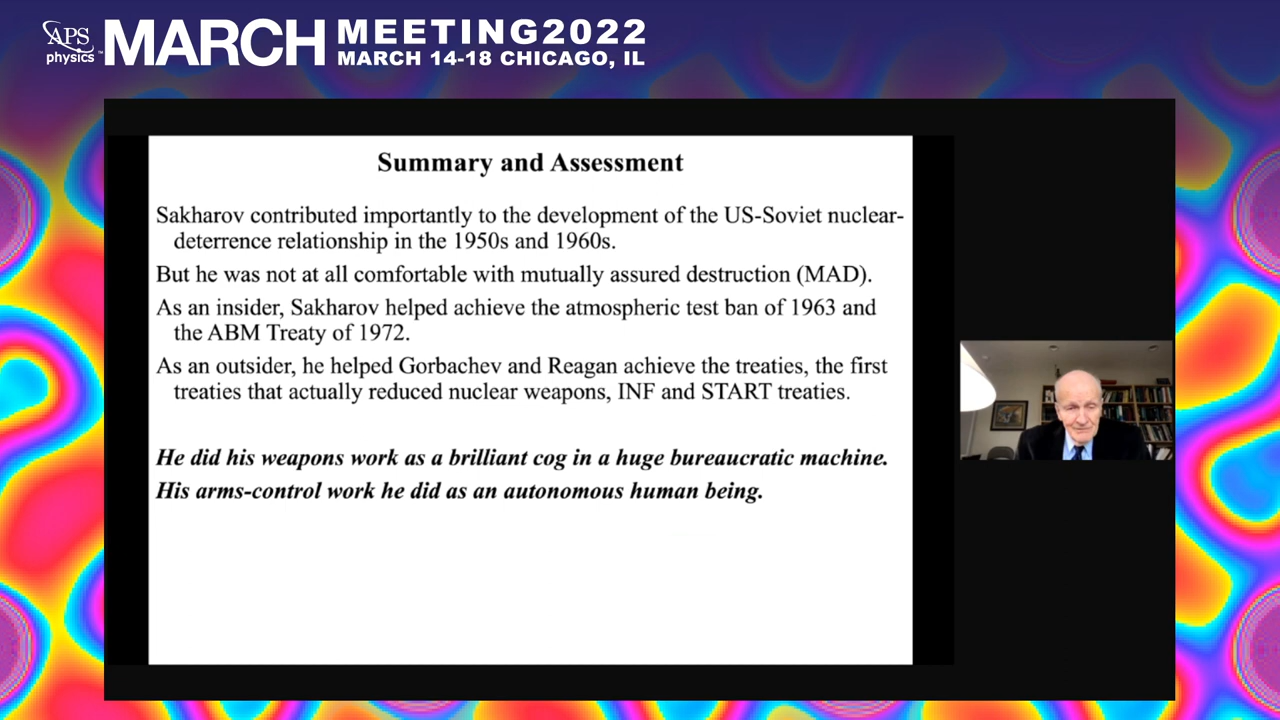 APS
physics
MARCH
MEETING2022
MARCH 14-18 CHICAGO, IL
Summary and Assessment
Sakharov contributed importantly to the development of the US-Soviet nuclear-
deterrence relationship in the 1950s and 1960s.
But he was not at all comfortable with mutually assured destruction (MAD).
As an insider, Sakharov helped achieve the atmospheric test ban of 1963 and
the ABM Treaty of 1972.
As an outsider, he helped Gorbachev and Reagan achieve the treaties, the first
treaties that actually reduced nuclear weapons, INF and START treaties.
He did his weapons work as a brilliant cog in a huge bureaucratic machine.
His arms-control work he did as an autonomous human being.